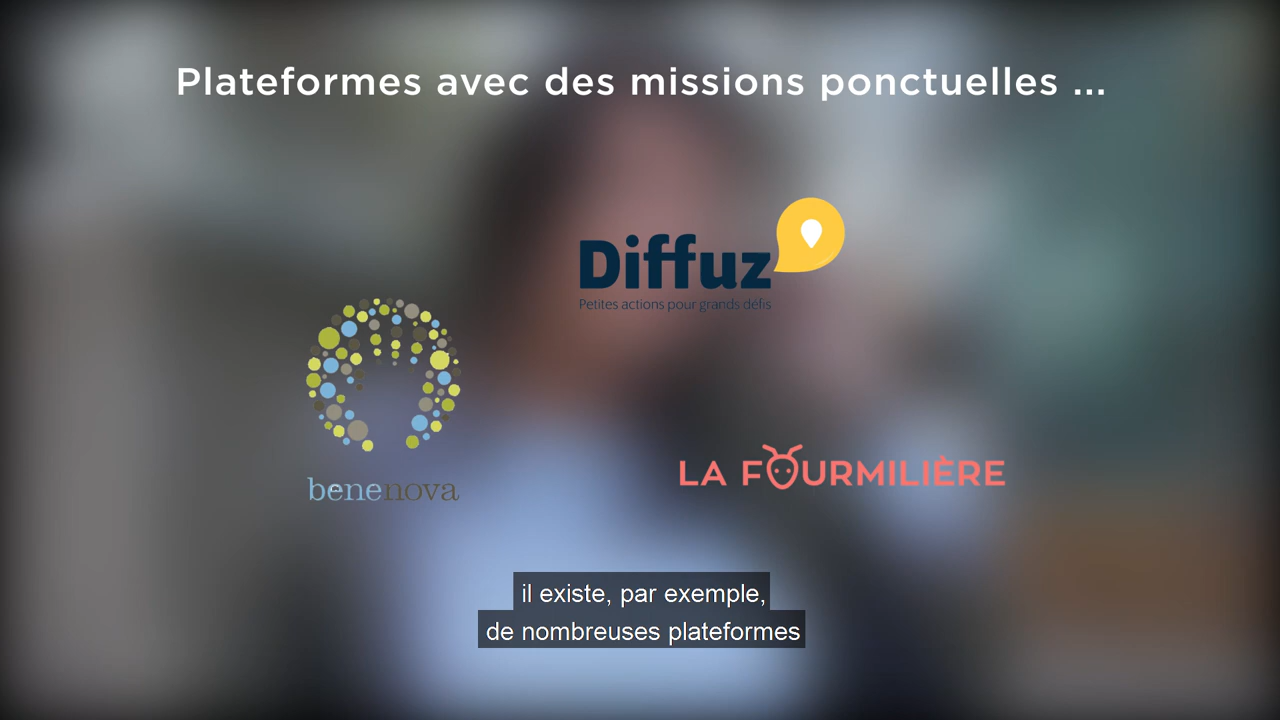 Plateformes avec des missions ponctuelles ...
Diffuz
Petites actions pour grands défis
benenova
LA FOURMILIÈRE
il existe, par exemple,
de nombreuses plateformes